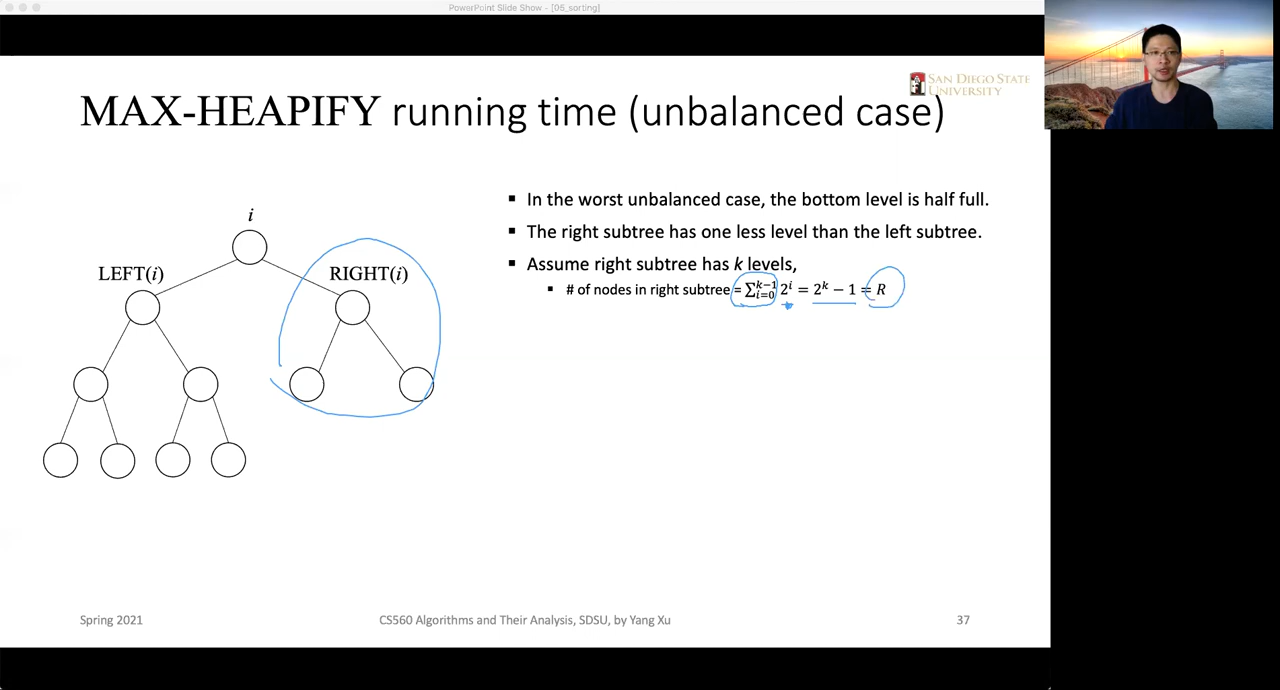 PowerPoint Slide Show - [05_sorting]
SAN DIEGO STATE
UNIVERSITY
MAX-HEAPIFY running time (unbalanced case)
i
LEFT(i)
RIGHT(i)
▪ In the worst unbalanced case, the bottom level is half full.
▪ The right subtree has one less level than the left subtree.
▪ Assume right subtree has k levels,
▪ # of nodes in right subtree = ∑_{i=0}^{k−1} 2^i = 2^k − 1 = R
Spring 2021
CS560 Algorithms and Their Analysis, SDSU, by Yang Xu
37